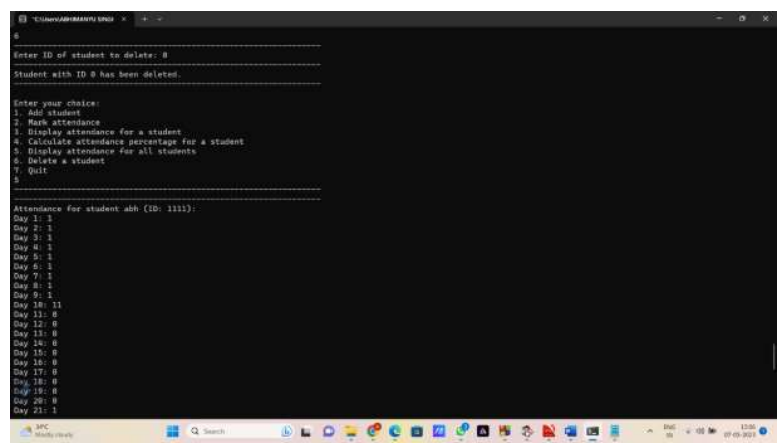 "C:\Users\ABHIMANYU SINGI
6
Enter ID of student to delete: 0
Student with ID 0 has been deleted.
Enter your choice:
1. Add student
2. Mark attendance
3. Display attendance for a student
4. Calculate attendance percentage for a student
5. Display attendance for all students
6. Delete a student
7. Quit
5
Attendance for student abh (ID: 1111):
Day 1: 1
Day 2: 1
Day 3: 1
Day 4: 1
Day 5: 1
Day 6: 1
Day 7: 1
Day 8: 1
Day 9: 1
Day 10: 11
Day 11: 0
Day 12: 0
Day 13: 0
Day 14: 0
Day 15: 0
Day 16: 0
Day 17: 0
Day 18: 0
Day 19: 0
Day 20: 0
Day 21: 1
34°C
Mostly cloudy
Search
ENG
IN
07-05-2023